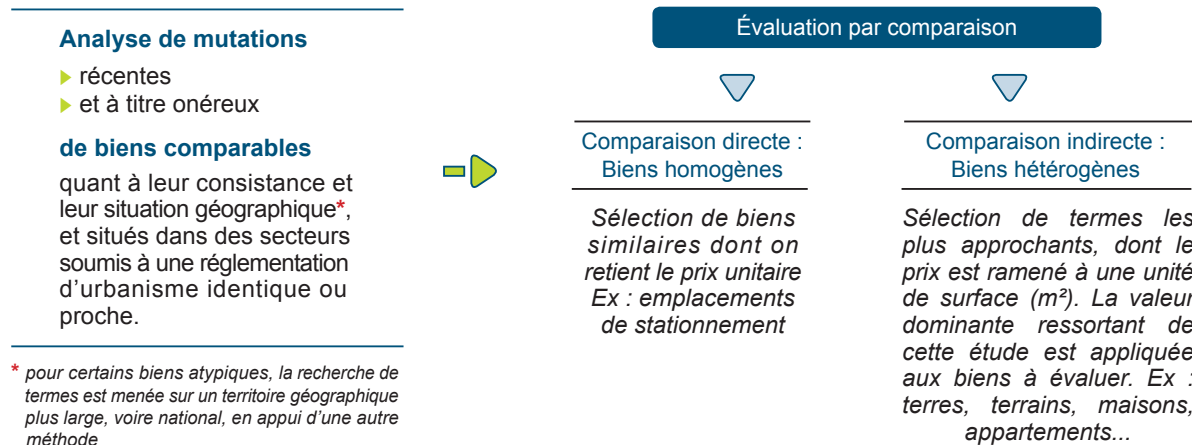 Analyse de mutations
récentes
et à titre onéreux
de biens comparables
quant à leur consistance et
leur situation géographique*,
et situés dans des secteurs
soumis à une réglementation
d'urbanisme identique ou
proche.
* pour certains biens atypiques, la recherche de
termes est menée sur un territoire géographique
plus large, voire national, en appui d'une autre
méthode
Évaluation par comparaison
Comparaison directe :
Biens homogènes
Sélection de biens
similaires dont on
retient le prix unitaire
Ex : emplacements
de stationnement
Comparaison indirecte :
Biens hétérogènes
Sélection de termes les
plus approchants, dont le
prix est ramené à une unité
de surface (m²). La valeur
dominante ressortant de
cette étude est appliquée
aux biens à évaluer. Ex :
terres, terrains, maisons,
appartements...